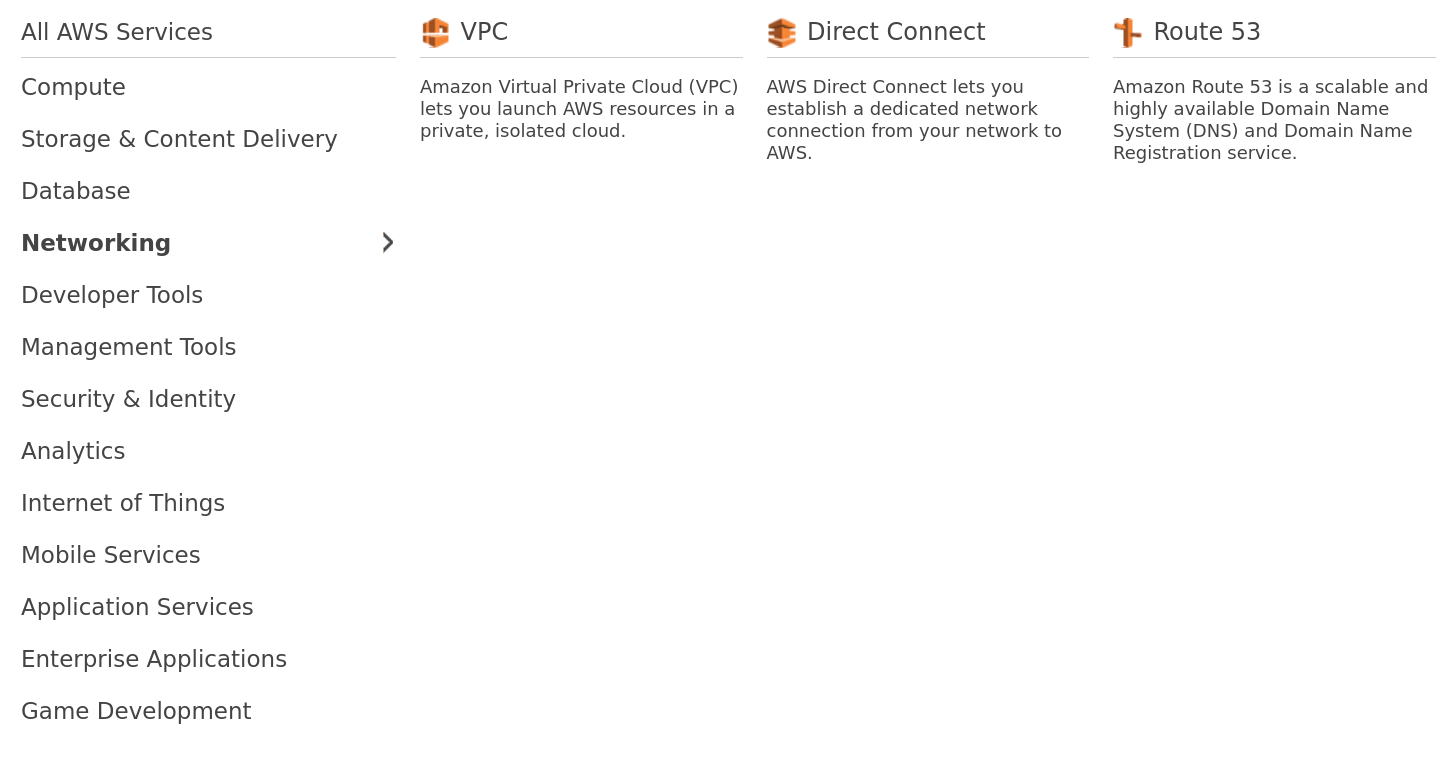 All AWS Services
Compute
Storage & Content Delivery
Database
Networking
Developer Tools
Management Tools
Security & Identity
Analytics
Internet of Things
Mobile Services
Application Services
Enterprise Applications
Game Development
VPC
Amazon Virtual Private Cloud (VPC)
lets you launch AWS resources in a
private, isolated cloud.
Direct Connect
AWS Direct Connect lets you
establish a dedicated network
connection from your network to
AWS.
Route 53
Amazon Route 53 is a scalable and
highly available Domain Name
System (DNS) and Domain Name
Registration service.